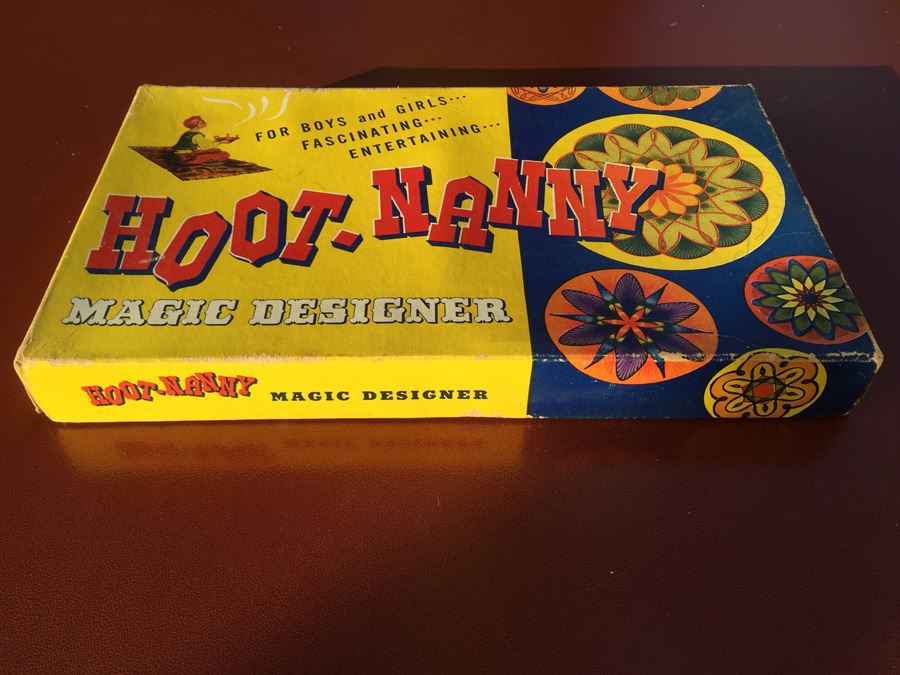 FOR BOYS and GIRLS...
FASCINATING...
ENTERTAINING...
HOOT-NANNY
MAGIC DESIGNER
HOOT-NANNY MAGIC DESIGNER